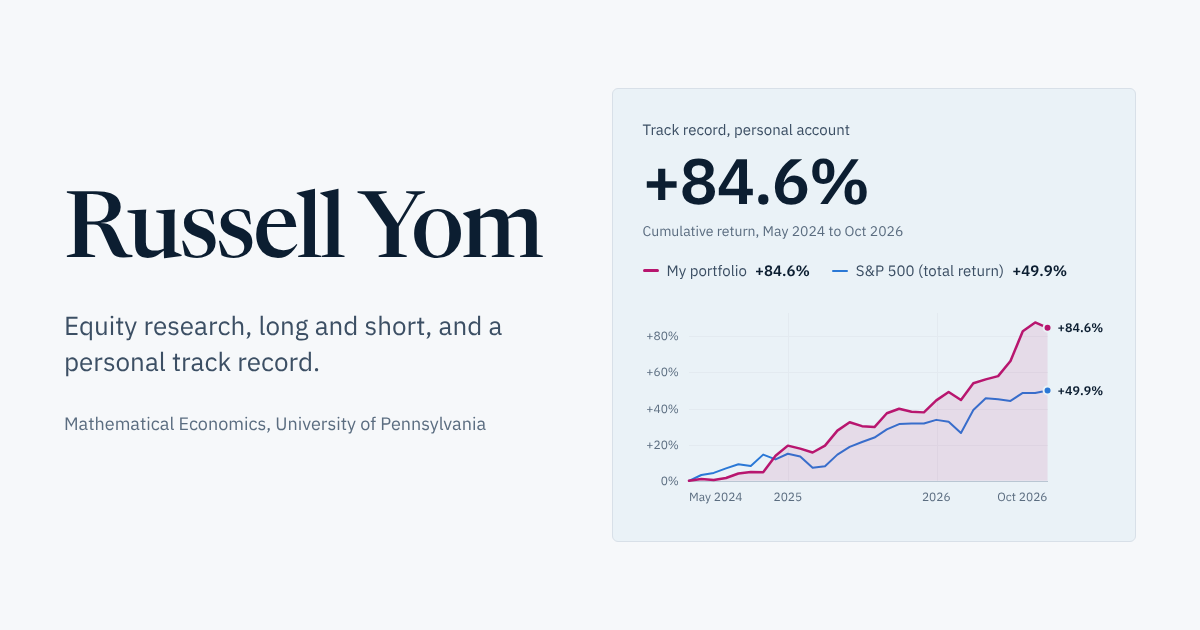 Russell Yom
Equity research, long and short, and a
personal track record.
Mathematical Economics, University of Pennsylvania
Track record, personal account
+84.6%
Cumulative return, May 2024 to Oct 2026
My portfolio +84.6% S&P 500 (total return) +49.9%
+80%
+60%
+40%
+20%
0%
+84.6%
+49.9%
May 2024 2025 2026 Oct 2026